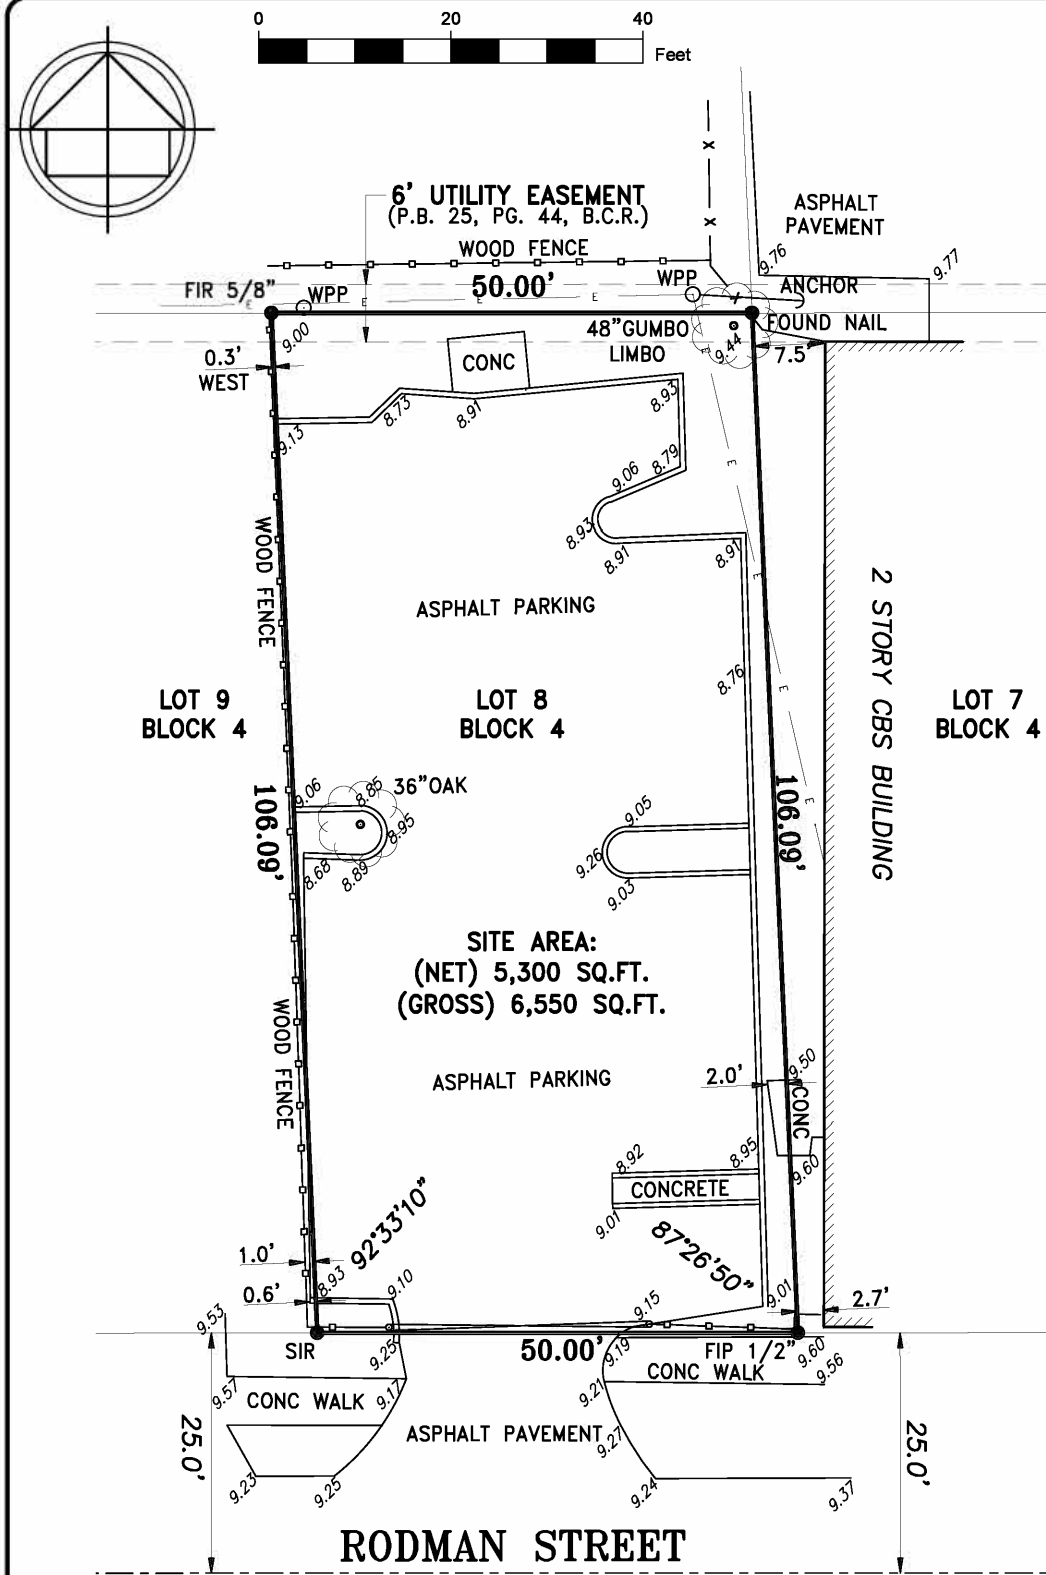 0 20 40
Feet
6' UTILITY EASEMENT
(P.B. 25, PG. 44, B.C.R.)
WOOD FENCE
ASPHALT
PAVEMENT
9.76
9.77
FIR 5/8"
WPP
50.00'
WPP
ANCHOR
E
E
E
E
9.00
48"GUMBO
LIMBO
9.44
FOUND NAIL
7.5'
0.3'
WEST
CONC
E
8.73
8.91
8.93
9.13
8.79
9.06
E
8.93
8.91
8.91
WOOD FENCE
E
ASPHALT PARKING
2 STORY CBS BUILDING
8.76
E
LOT 9
BLOCK 4
LOT 8
BLOCK 4
LOT 7
BLOCK 4
9.06
8.85
36"OAK
106.09'
8.95
9.05
106.09'
E
8.68
8.89
9.26
9.03
SITE AREA:
(NET) 5,300 SQ.FT.
(GROSS) 6,550 SQ.FT.
WOOD FENCE
ASPHALT PARKING
2.0'
9.50
CONC
8.92
8.95
9.60
CONCRETE
9.01
92°33'10"
87°26'50"
1.0'
0.6'
8.93
9.10
9.01
2.7'
9.53
9.15
SIR
9.25
50.00'
9.19
FIP 1/2"
9.60
9.56
CONC WALK
9.57
CONC WALK
9.17
9.21
25.0'
ASPHALT PAVEMENT
9.27
25.0'
9.23
9.25
9.24
9.37
RODMAN STREET
X
X